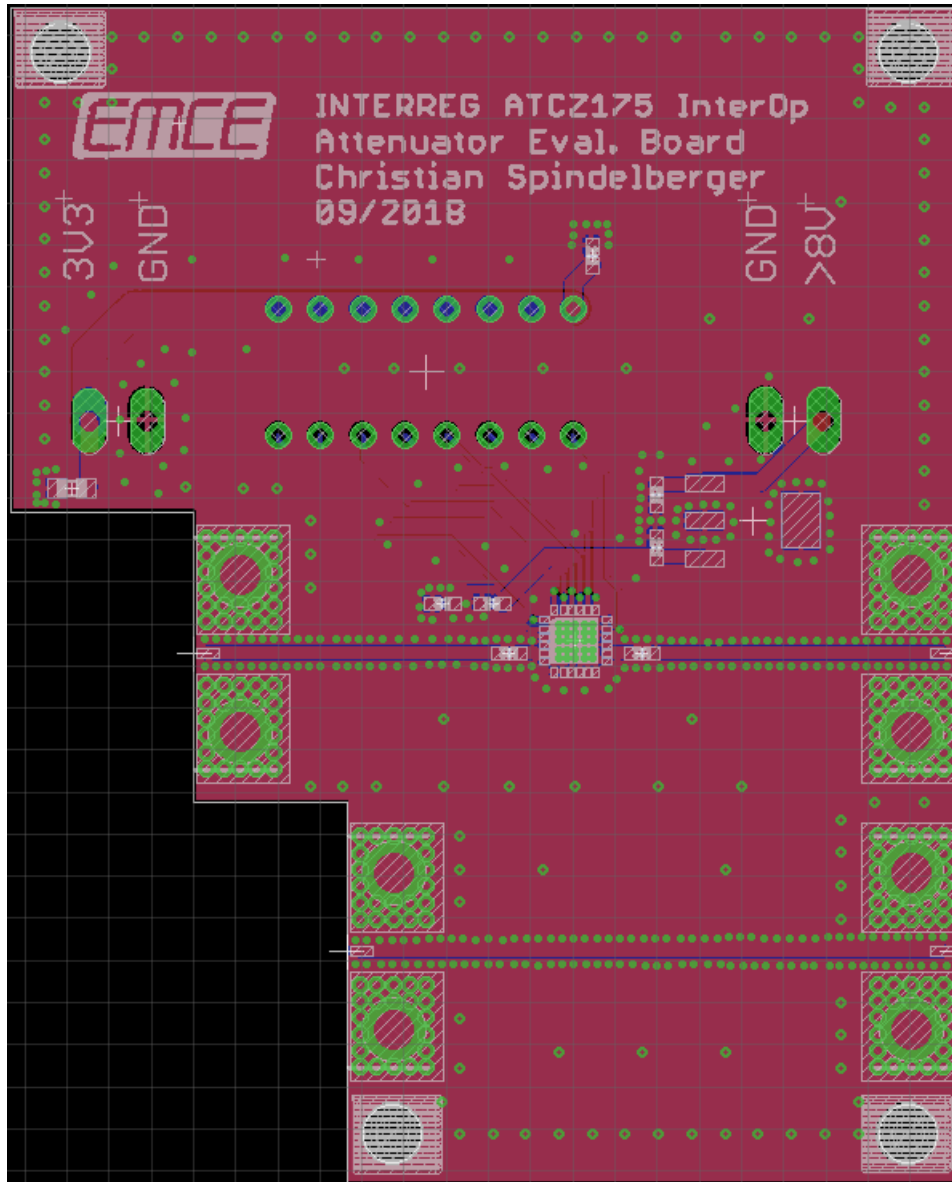 EMCE
INTERREG ATCZ175 InterOp
Attenuator Eval. Board
Christian Spindelberger
09/2018
3V3
GND
GND
>8V